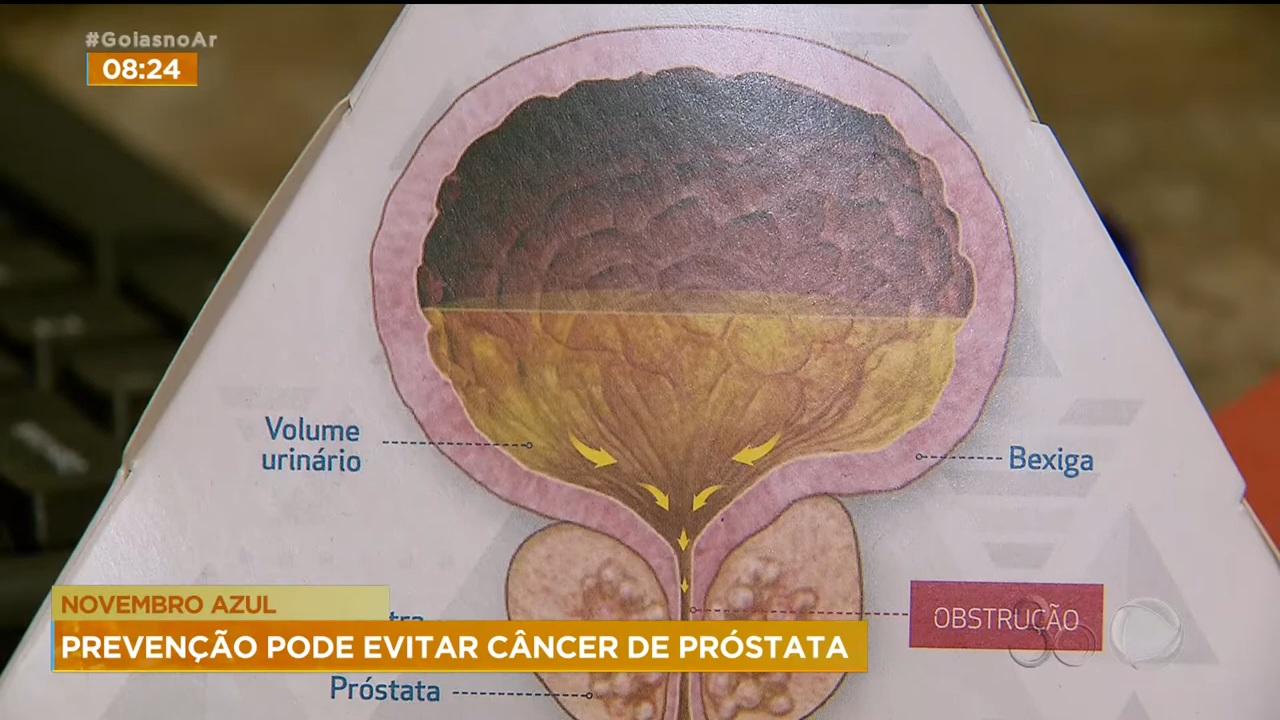 #GoiasnoAr
08:24
Volume
urinário
Bexiga
OBSTRUÇÃO
NOVEMBRO AZUL
PREVENÇÃO PODE EVITAR CÂNCER DE PRÓSTATA
Próstata